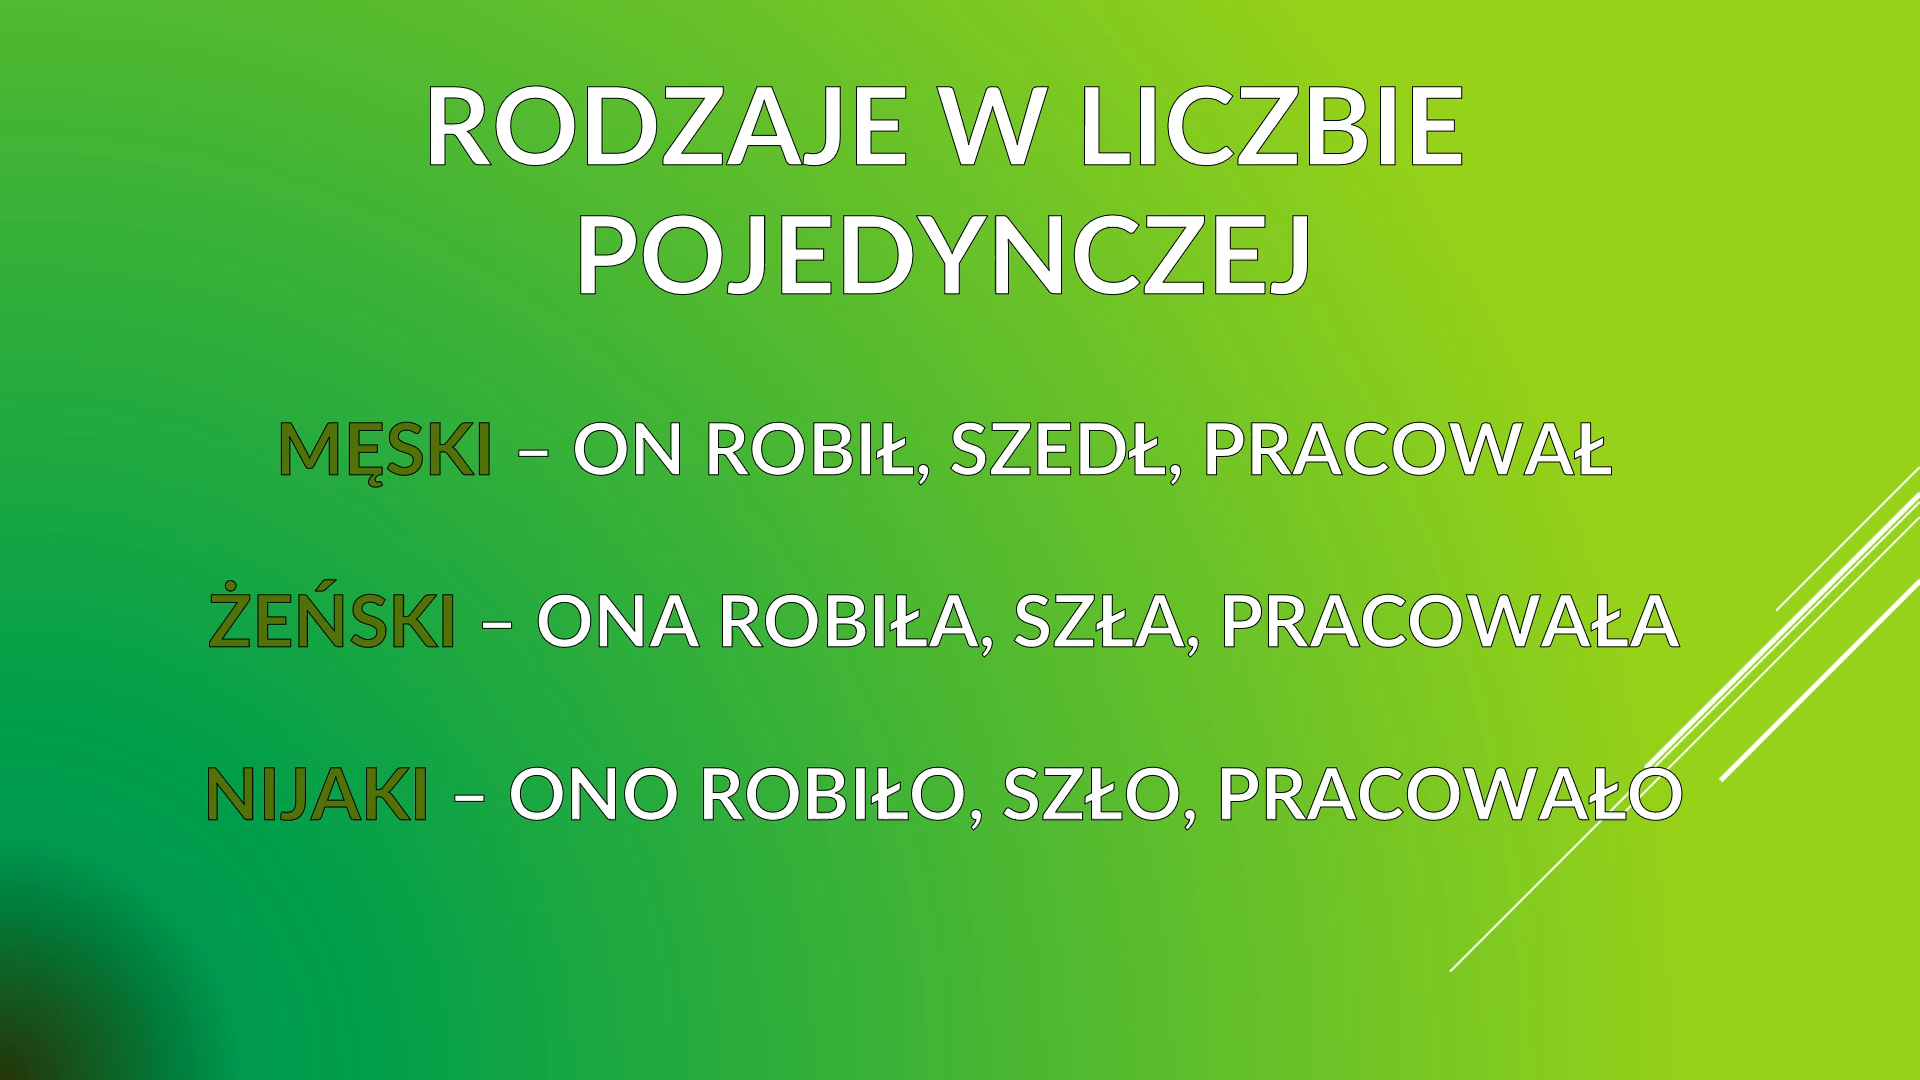 RODZAJE W LICZBIE
POJEDYNCZEJ
MĘSKI – ON ROBIŁ, SZEDŁ, PRACOWAŁ
ŻEŃSKI – ONA ROBIŁA, SZŁA, PRACOWAŁA
NIJAKI – ONO ROBIŁO, SZŁO, PRACOWAŁO